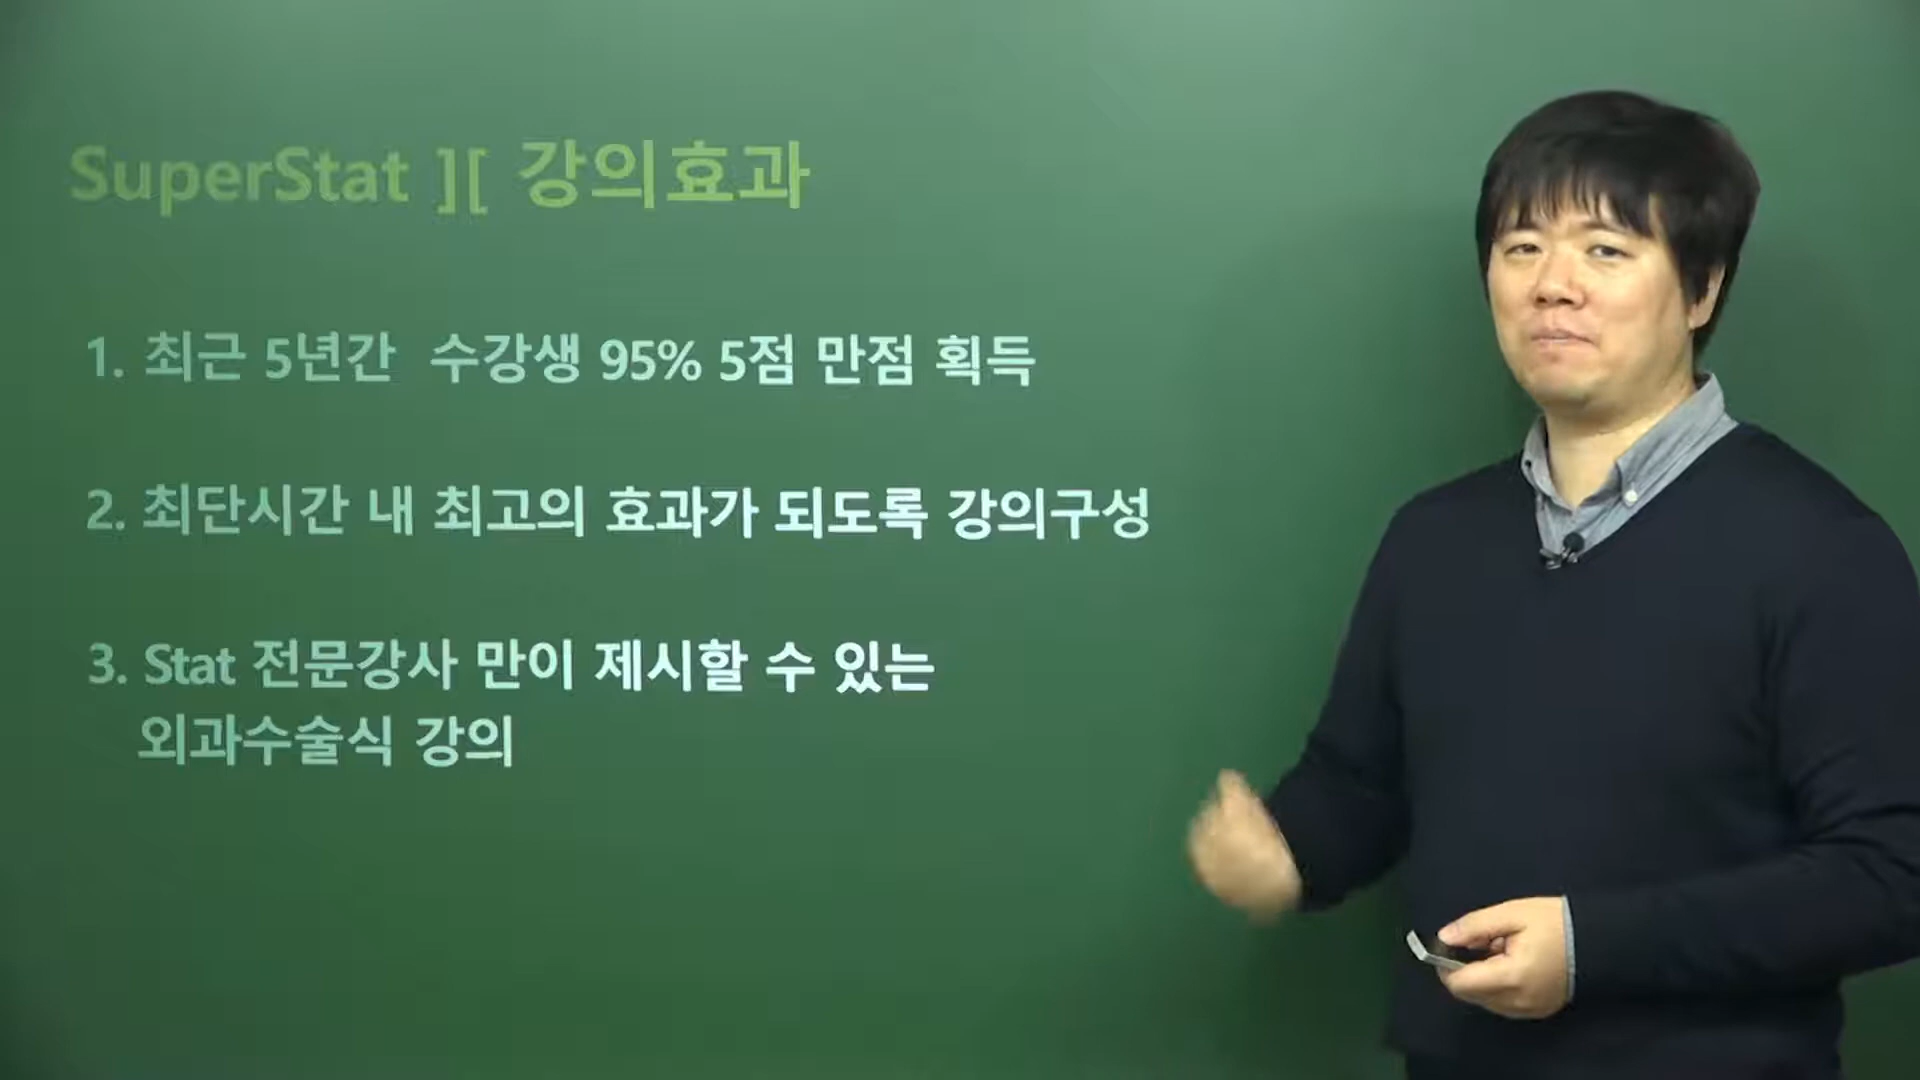 SuperStat ][ 강의효과
1. 최근 5년간 수강생 95% 5점 만점 획득
2. 최단시간 내 최고의 효과가 되도록 강의구성
3. Stat 전문강사 만이 제시할 수 있는
외과수술식 강의